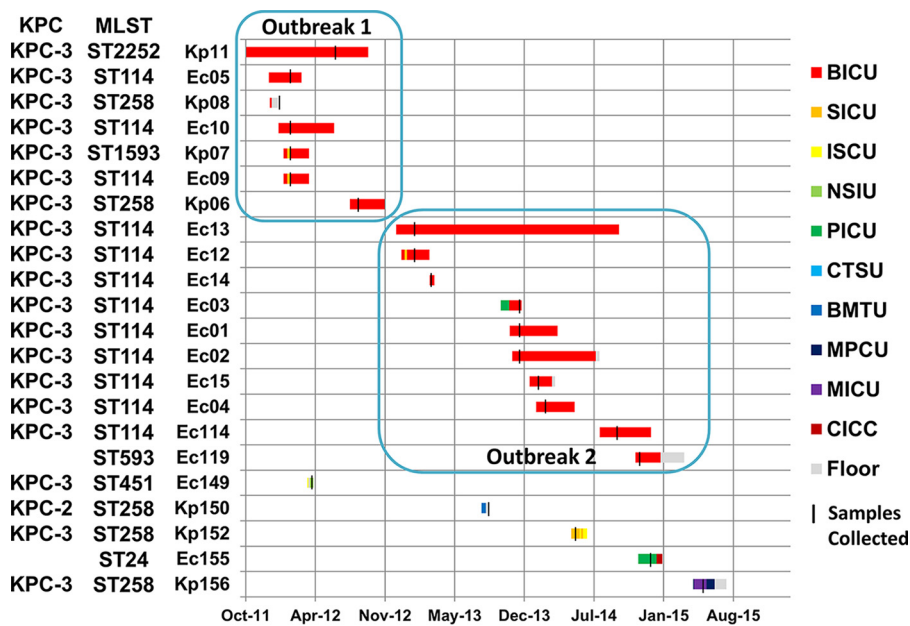 KPC MLST Outbreak 1
KPC-3 ST2252 Kp11
KPC-3 ST114 Ec05
KPC-3 ST258 Kp08
KPC-3 ST114 Ec10
KPC-3 ST1593 Kp07
KPC-3 ST114 Ec09
KPC-3 ST258 Kp06
KPC-3 ST114 Ec13
KPC-3 ST114 Ec12
KPC-3 ST114 Ec14
KPC-3 ST114 Ec03
KPC-3 ST114 Ec01
KPC-3 ST114 Ec02
KPC-3 ST114 Ec15
KPC-3 ST114 Ec04
KPC-3 ST114 Ec114
ST593 Ec119 Outbreak 2
KPC-3 ST451 Ec149
KPC-2 ST258 Kp150
KPC-3 ST258 Kp152
ST24 Ec155
KPC-3 ST258 Kp156
Oct-11 Apr-12 Nov-12 May-13 Dec-13 Jul-14 Jan-15 Aug-15
BICU
SICU
ISCU
NSIU
PICU
CTSU
BMTU
MPCU
MICU
CICC
Floor
Samples
Collected